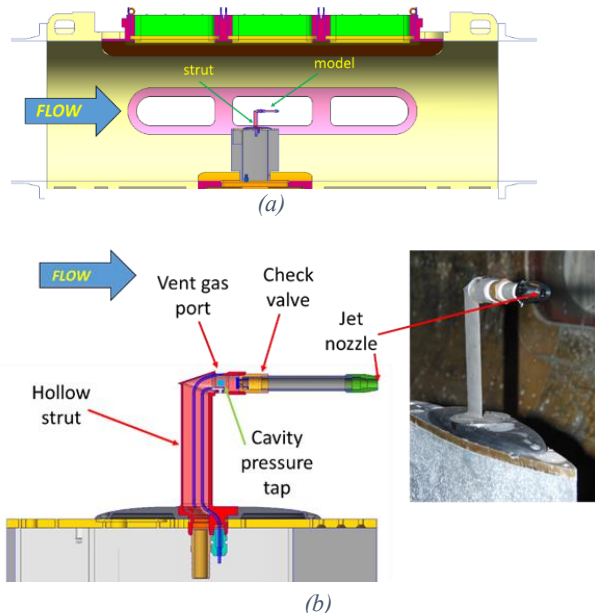 strut
model
FLOW
(a)
FLOW
Vent gas
port
Check
valve
Jet
nozzle
Hollow
strut
Cavity
pressure
tap
(b)